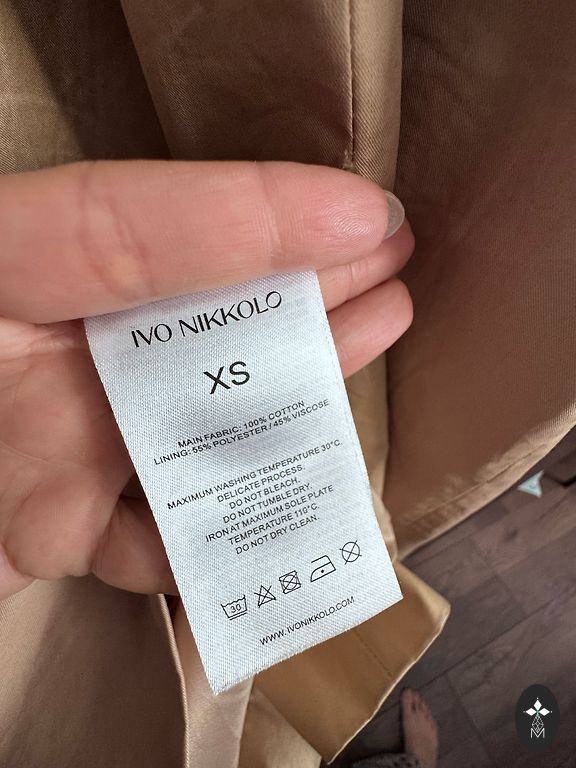 IVO NIKKOLO
XS
MAIN FABRIC: 100% COTTON
LINING: 55% POLYESTER / 45% VISCOSE
MAXIMUM WASHING TEMPERATURE 30°C.
DELICATE PROCESS.
DO NOT BLEACH.
DO NOT TUMBLE DRY.
IRON AT MAXIMUM SOLE PLATE
TEMPERATURE 110°C.
DO NOT DRY CLEAN.
30
WWW.IVONIKKOLO.COM
M